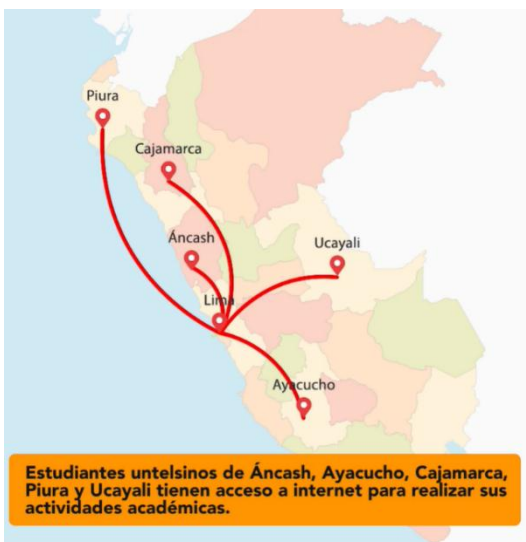 Piura
Cajamarca
Áncash
Ucayali
Lima
Ayacucho
Estudiantes untelsinos de Áncash, Ayacucho, Cajamarca,
Piura y Ucayali tienen acceso a internet para realizar sus
actividades académicas.